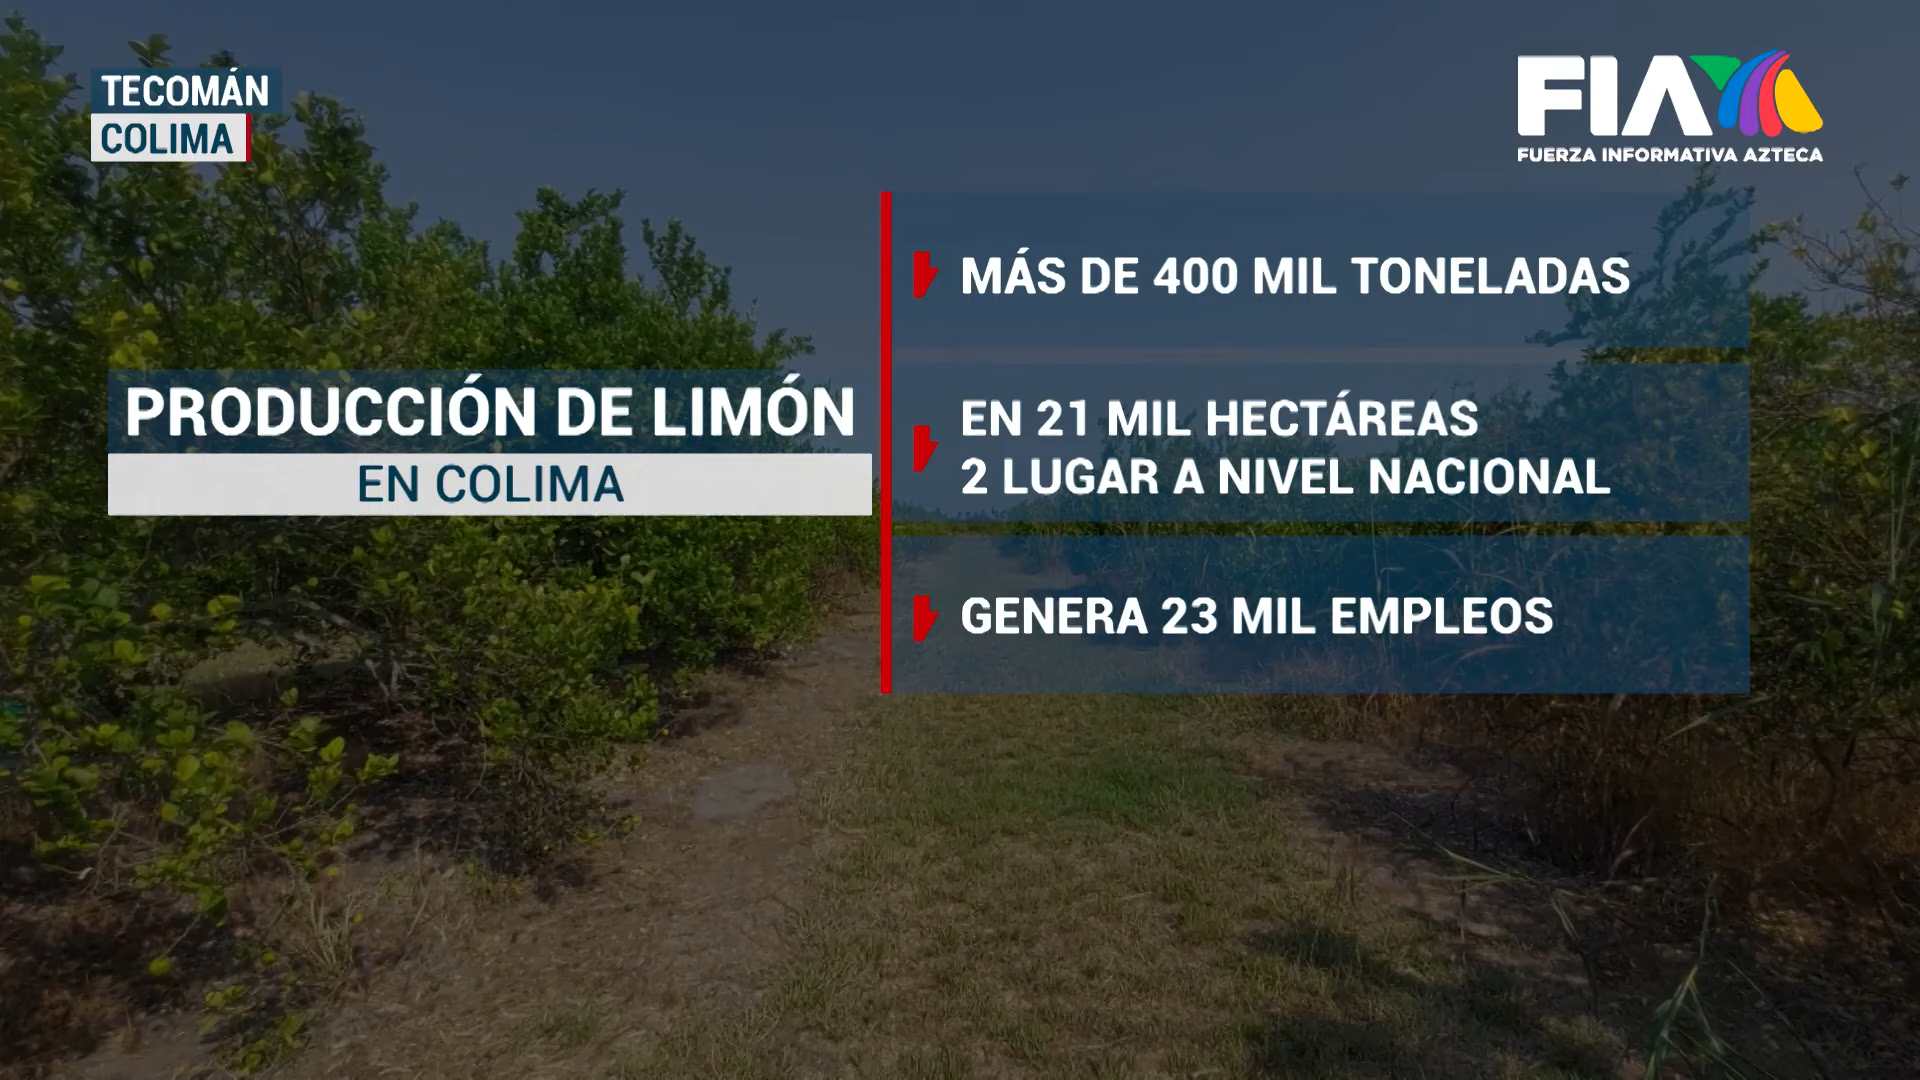 TECOMÁN
COLIMA
FIA
FUERZA INFORMATIVA AZTECA
PRODUCCIÓN DE LIMÓN
EN COLIMA
MÁS DE 400 MIL TONELADAS
EN 21 MIL HECTÁREAS
2 LUGAR A NIVEL NACIONAL
GENERA 23 MIL EMPLEOS